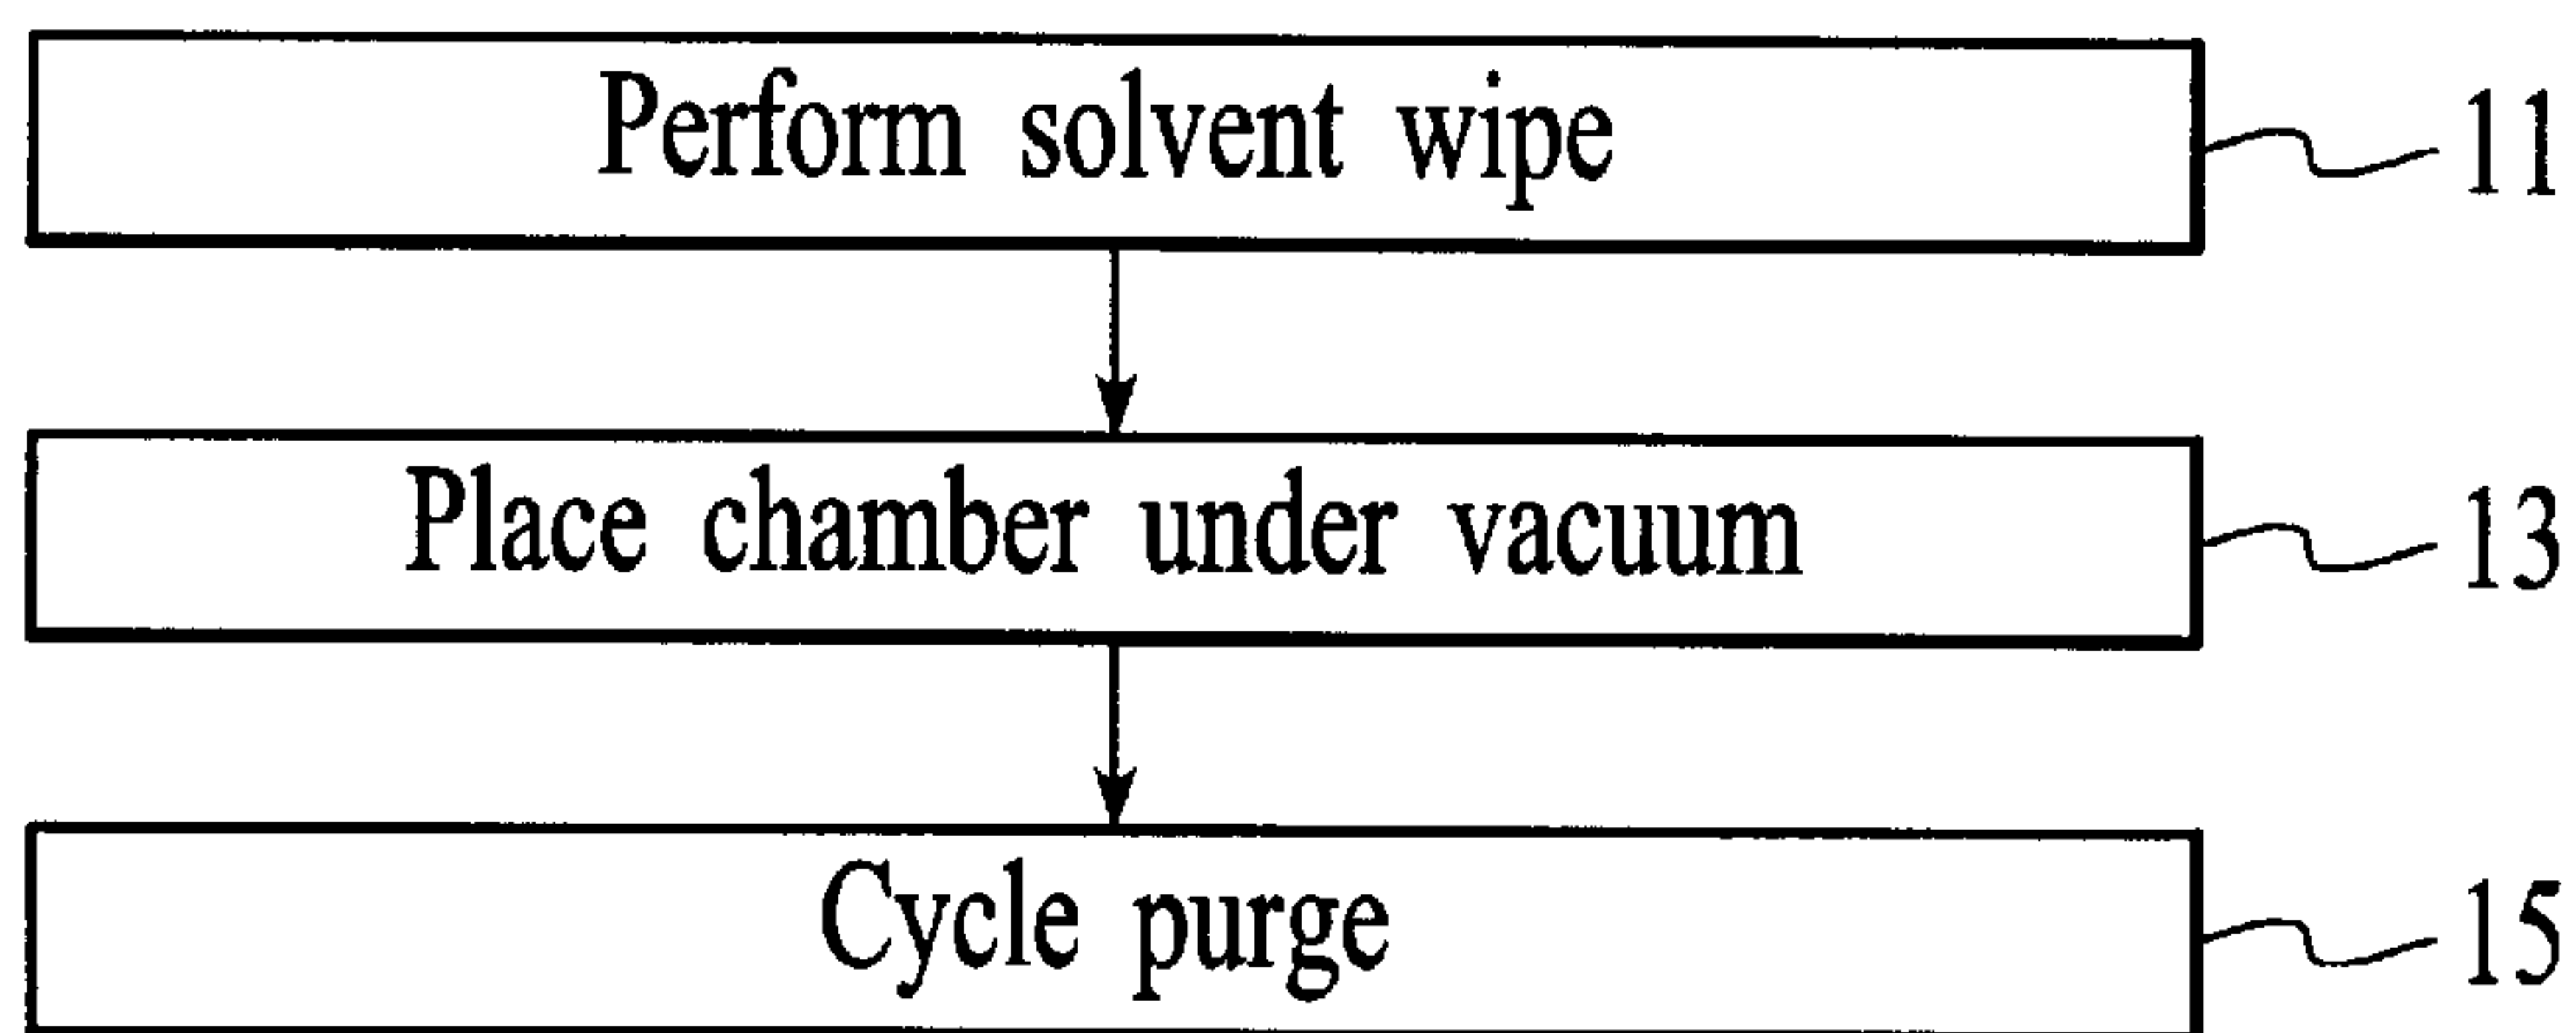 Perform solvent wipe 11
Place chamber under vacuum 13
Cycle purge 15